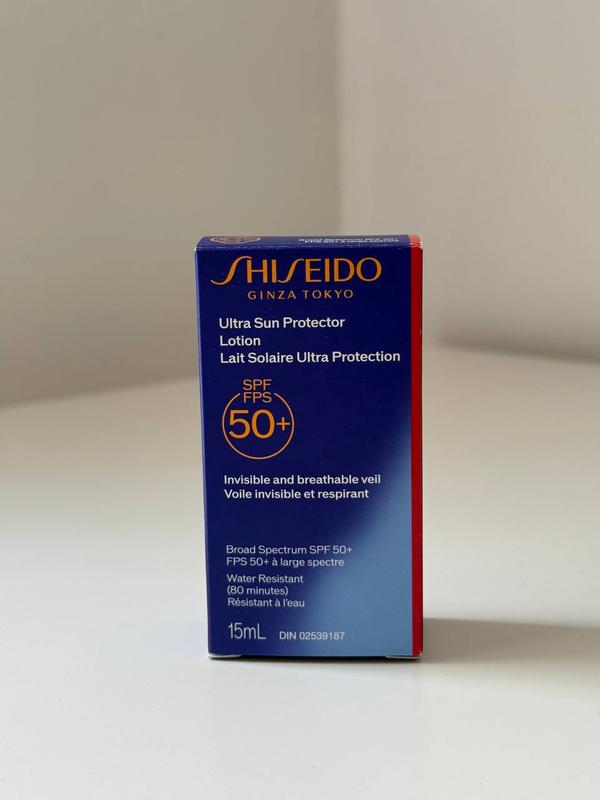 SHISEIDO
GINZA TOKYO
Ultra Sun Protector
Lotion
Lait Solaire Ultra Protection
SPF
FPS
50+
Invisible and breathable veil
Voile invisible et respirant
Broad Spectrum SPF 50+
FPS 50+ à large spectre
Water Resistant
(80 minutes)
Résistant à l'eau
15mL DIN 02539187